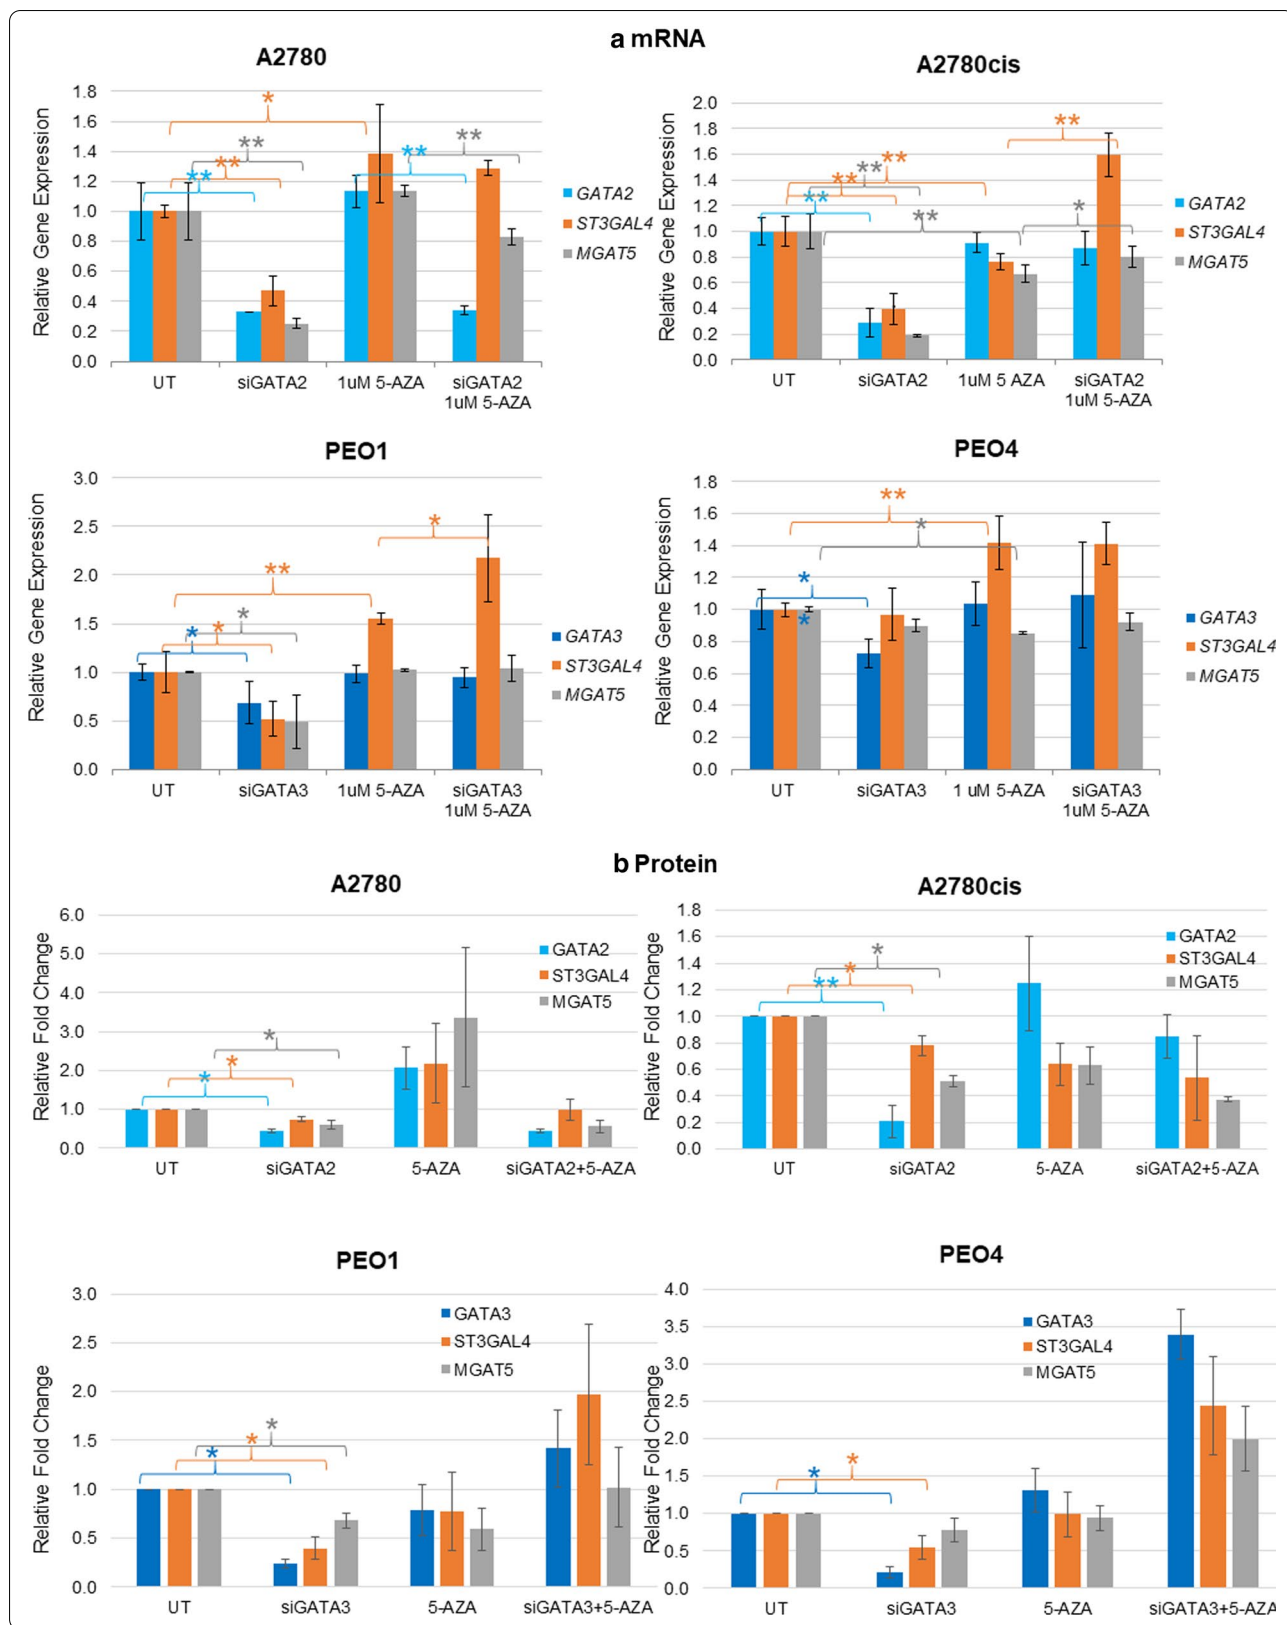 a mRNA
A2780
Relative Gene Expression
1.8
1.6
1.4
1.2
1.0
0.8
0.6
0.4
0.2
0.0
*
**
**
**
**
**
UT
siGATA2
1uM 5-AZA
siGATA2
1uM 5-AZA
GATA2
ST3GAL4
MGAT5
A2780cis
Relative Gene Expression
2.0
1.8
1.6
1.4
1.2
1.0
0.8
0.6
0.4
0.2
0.0
**
**
**
**
**
**
*
UT
siGATA2
1uM 5 AZA
siGATA2
1uM 5-AZA
GATA2
ST3GAL4
MGAT5
PEO1
Relative Gene Expression
3.0
2.5
2.0
1.5
1.0
0.5
0.0
*
**
*
*
*
UT
siGATA3
1uM 5-AZA
siGATA3
1uM 5-AZA
GATA3
ST3GAL4
MGAT5
PEO4
Relative Gene Expression
1.8
1.6
1.4
1.2
1.0
0.8
0.6
0.4
0.2
0.0
**
*
*
*
UT
siGATA3
1 uM 5-AZA
siGATA3
1uM 5-AZA
GATA3
ST3GAL4
MGAT5
b Protein
A2780
Relative Fold Change
6.0
5.0
4.0
3.0
2.0
1.0
0.0
*
*
*
UT
siGATA2
5-AZA
siGATA2+5-AZA
GATA2
ST3GAL4
MGAT5
A2780cis
Relative Fold Change
1.8
1.6
1.4
1.2
1.0
0.8
0.6
0.4
0.2
0.0
*
*
**
UT
siGATA2
5-AZA
siGATA2+5-AZA
GATA2
ST3GAL4
MGAT5
PEO1
Relative Fold Change
3.0
2.5
2.0
1.5
1.0
0.5
0.0
*
*
*
UT
siGATA3
5-AZA
siGATA3+5-AZA
GATA3
ST3GAL4
MGAT5
PEO4
Relative Fold Change
4.0
3.5
3.0
2.5
2.0
1.5
1.0
0.5
0.0
*
*
UT
siGATA3
5-AZA
siGATA3+5-AZA
GATA3
ST3GAL4
MGAT5